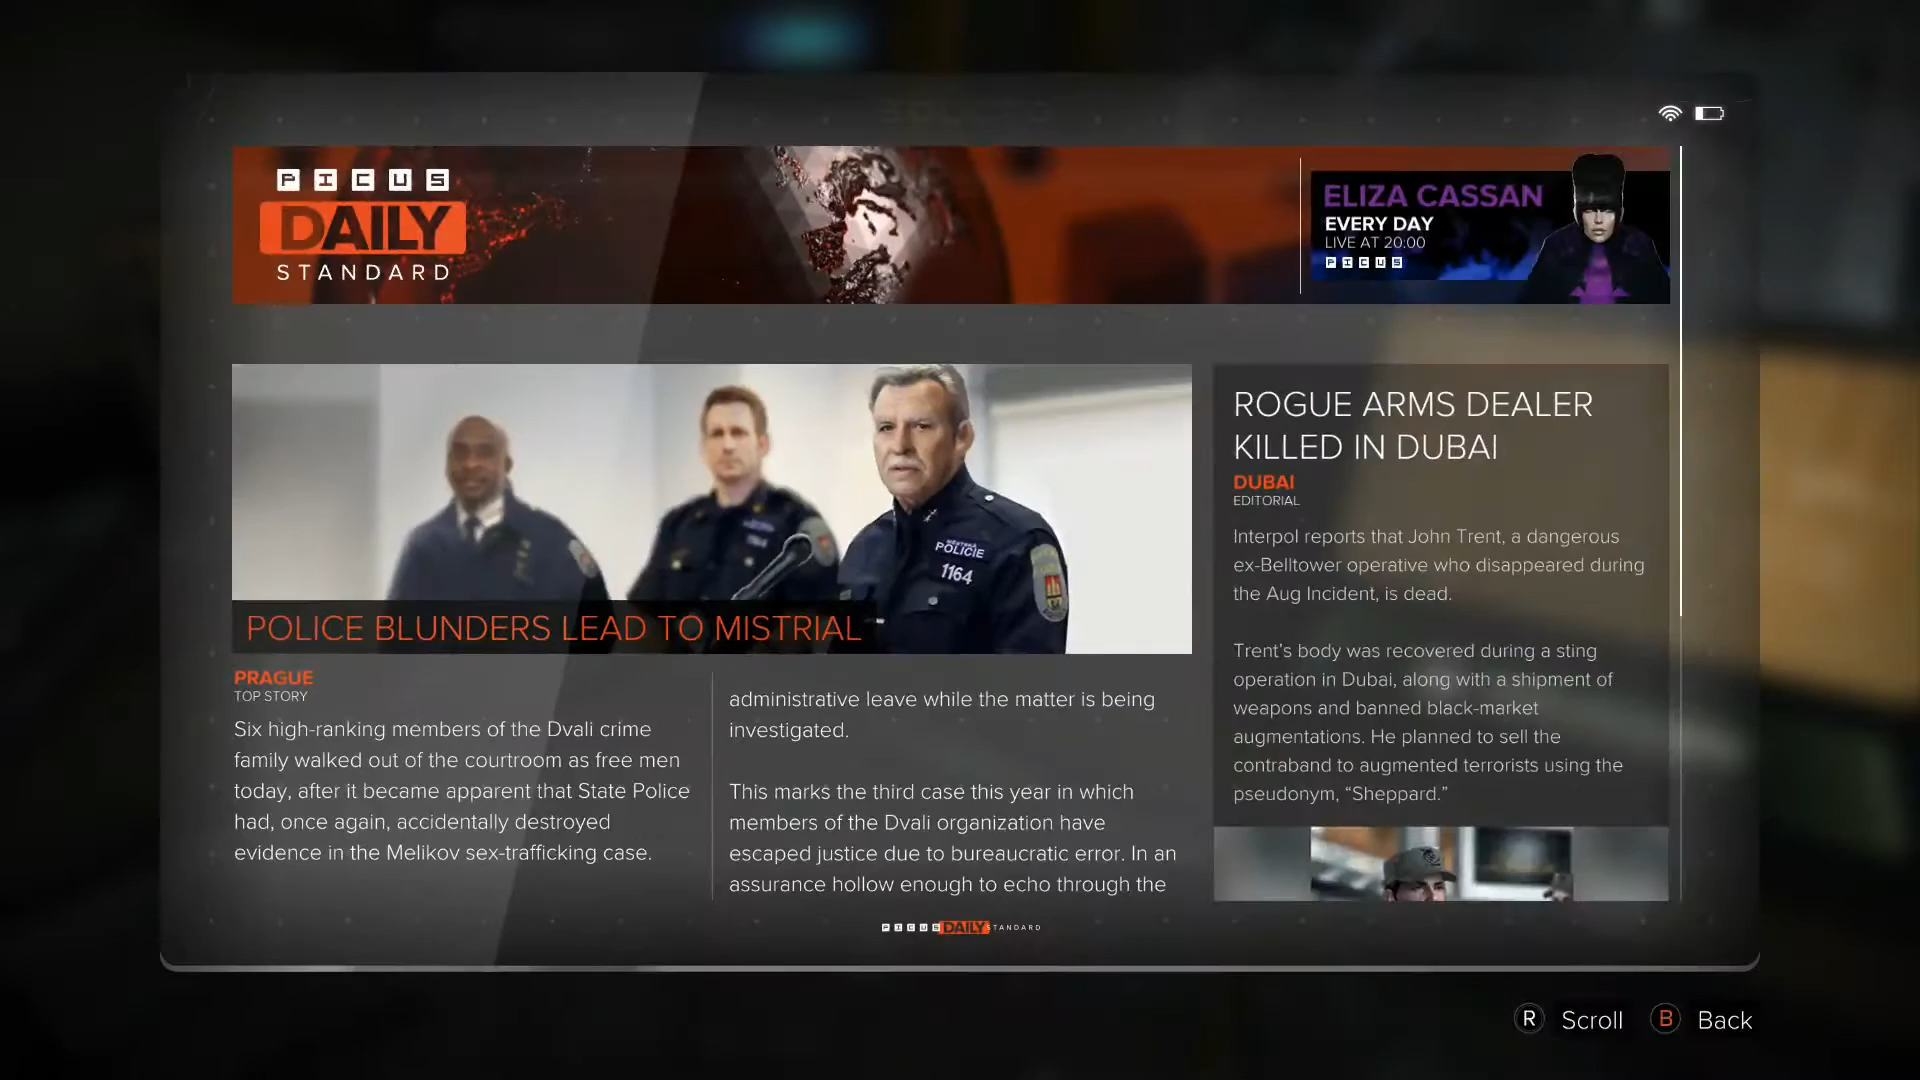 PICUS
DAILY
STANDARD
ELIZA CASSAN
EVERY DAY
LIVE AT 20:00
PICUS
MĚSTSKÁ
POLICIE
1164
1164
POLICE BLUNDERS LEAD TO MISTRIAL
PRAGUE
TOP STORY
Six high-ranking members of the Dvali crime
family walked out of the courtroom as free men
today, after it became apparent that State Police
had, once again, accidentally destroyed
evidence in the Melikov sex-trafficking case.
administrative leave while the matter is being
investigated.
This marks the third case this year in which
members of the Dvali organization have
escaped justice due to bureaucratic error. In an
assurance hollow enough to echo through the
ROGUE ARMS DEALER
KILLED IN DUBAI
DUBAI
EDITORIAL
Interpol reports that John Trent, a dangerous
ex-Belltower operative who disappeared during
the Aug Incident, is dead.
Trent's body was recovered during a sting
operation in Dubai, along with a shipment of
weapons and banned black-market
augmentations. He planned to sell the
contraband to augmented terrorists using the
pseudonym, “Sheppard.”
PICUS DAILY STANDARD
R Scroll B Back